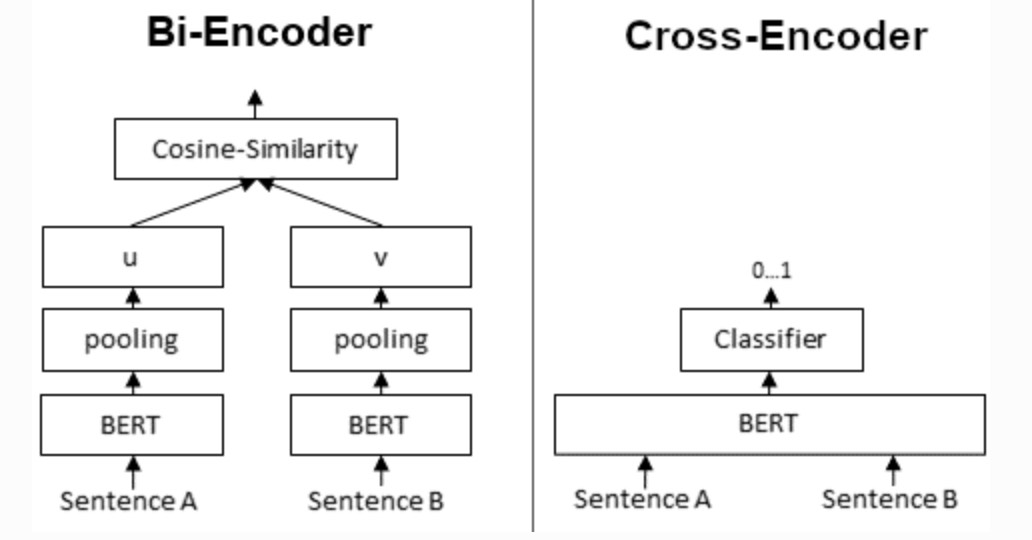 Bi-Encoder
Cosine-Similarity
u
v
pooling
pooling
BERT
BERT
Sentence A
Sentence B
Cross-Encoder
0...1
Classifier
BERT
Sentence A
Sentence B